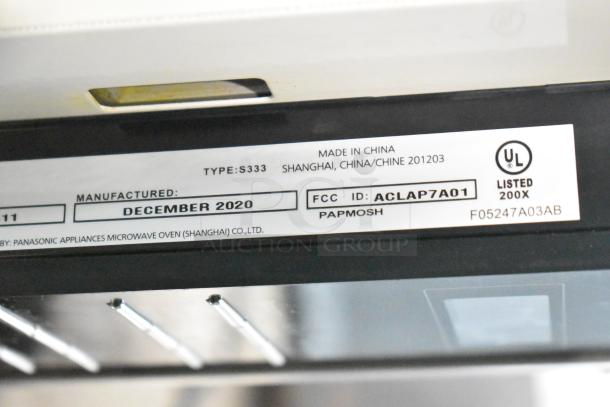 MADE IN CHINA
TYPE:S333 SHANGHAI, CHINA/CHINE 201203
UL
LISTED
200X
MANUFACTURED:
11 DECEMBER 2020 FCC ID: ACLAP7A01
PAPMOSH F05247A03AB
BY: PANASONIC APPLIANCES MICROWAVE OVEN (SHANGHAI) CO.,LTD.
PCI
AUCTION GROUP